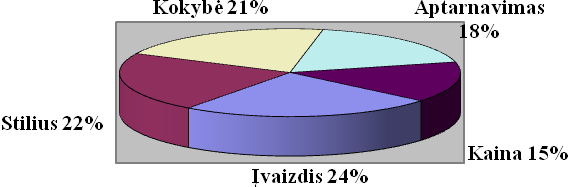 Kokybė 21%
Aptarnavimas
18%
Stilius 22%
Kaina 15%
Įvaizdis 24%